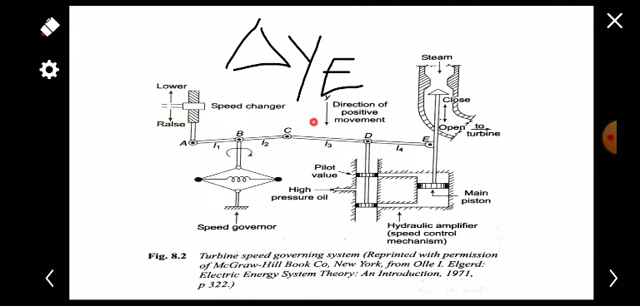 ΔYE
Steam
Lower
Speed changer
Raise
Direction of
positive
movement
Close
Open
to
turbine
A
l1
B
l2
C
l3
D
l4
E
Pilot
value
High
pressure oil
Main
piston
Speed governor
Hydraulic amplifier
(speed control
mechanism)
Fig. 8.2 Turbine speed governing system (Reprinted with permission
of McGraw-Hill Book Co, New York, from Olle I. Elgerd:
Electric Energy System Theory: An Introduction, 1971,
p 322.)